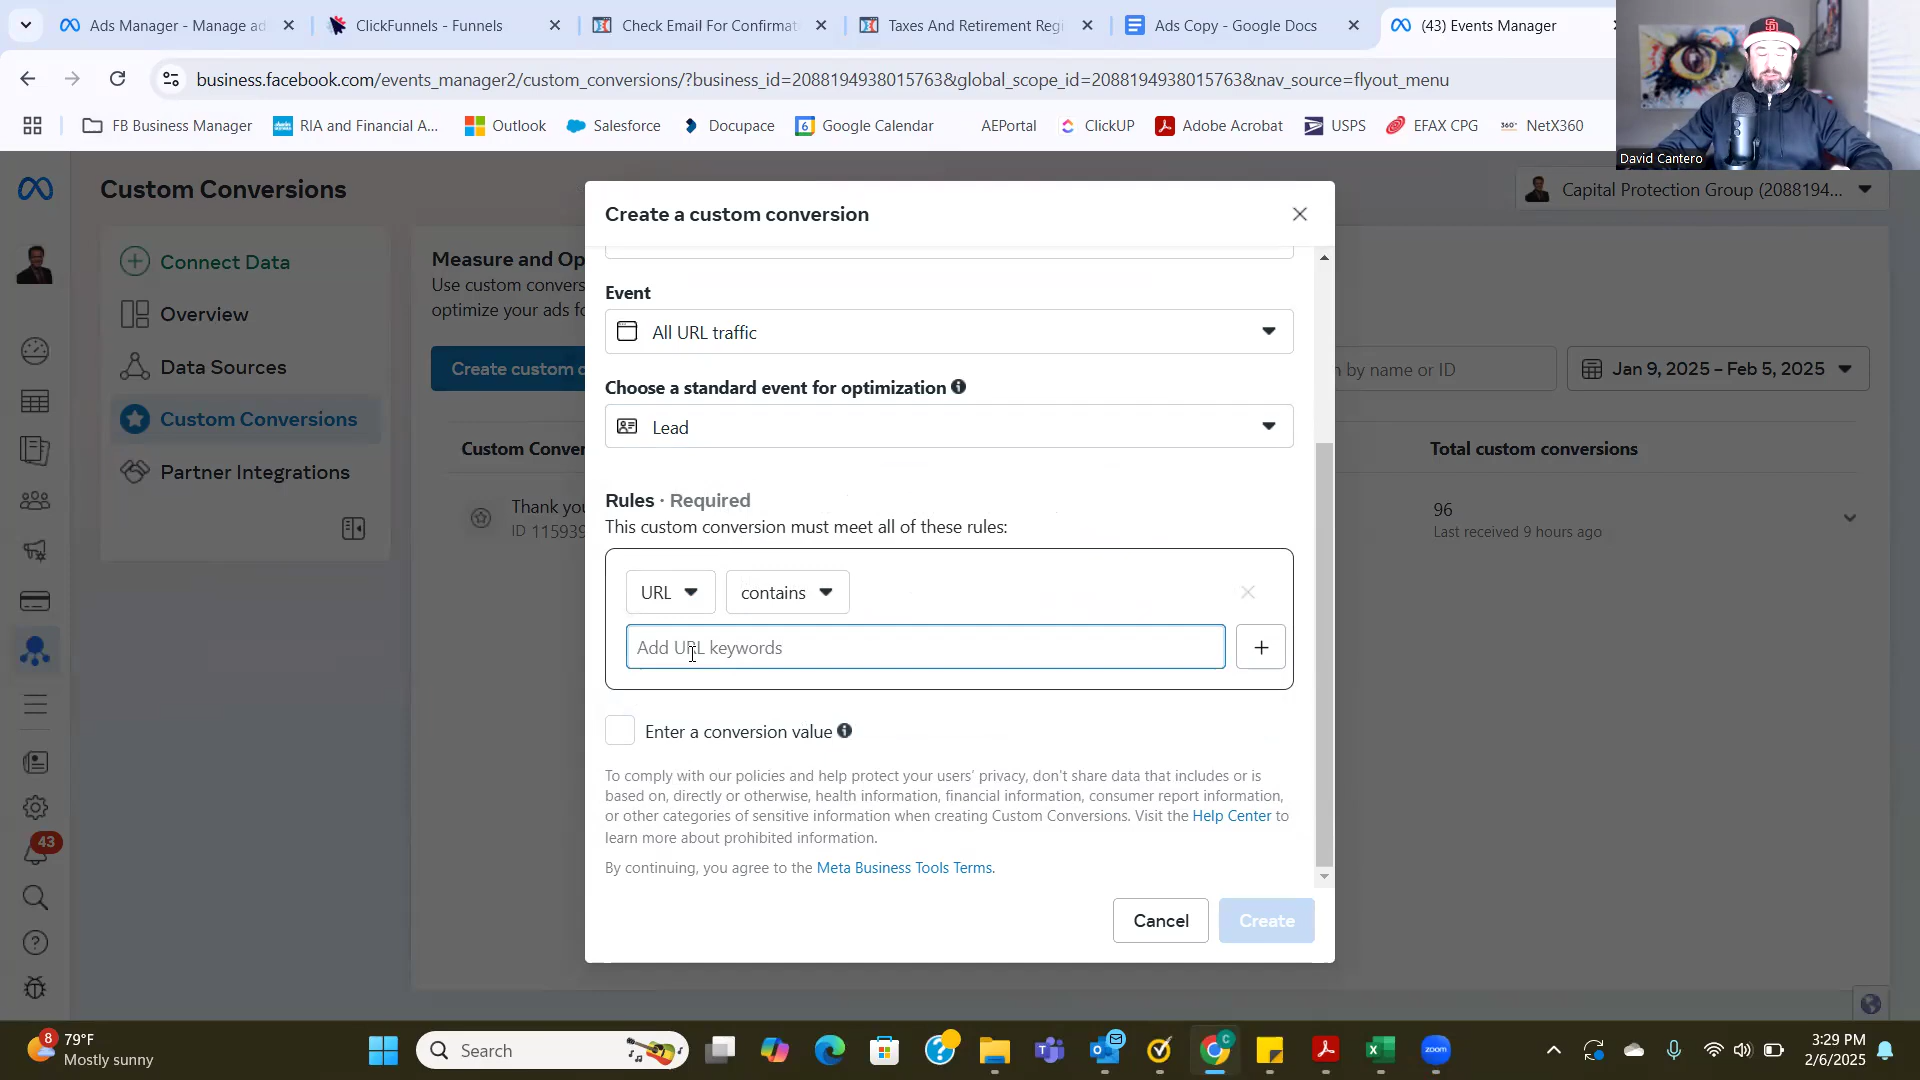 Ads Manager - Manage ad
ClickFunnels - Funnels
Check Email For Confirmat
Taxes And Retirement Reg
Ads Copy - Google Docs
(43) Events Manager
business.facebook.com/events_manager2/custom_conversions/?business_id=2088194938015763&global_scope_id=2088194938015763&nav_source=flyout_menu
FB Business Manager
RIA and Financial A...
Outlook
Salesforce
Docupace
6
Google Calendar
AEPortal
ClickUP
Adobe Acrobat
USPS
EFAX CPG
360°
NetX360
David Cantero
Custom Conversions
Capital Protection Group (2088194...
Connect Data
Overview
Data Sources
Custom Conversions
Partner Integrations
Measure and Op
Use custom convers
optimize your ads fo
Create custom c
n by name or ID
Jan 9, 2025 – Feb 5, 2025
Custom Conver
Total custom conversions
Thank you
ID 115939
96
Last received 9 hours ago
Create a custom conversion
Event
All URL traffic
Choose a standard event for optimization
Lead
Rules · Required
This custom conversion must meet all of these rules:
URL
contains
Add URL keywords
+
Enter a conversion value
To comply with our policies and help protect your users’ privacy, don't share data that includes or is
based on, directly or otherwise, health information, financial information, consumer report information,
or other categories of sensitive information when creating Custom Conversions. Visit the Help Center to
learn more about prohibited information.
By continuing, you agree to the Meta Business Tools Terms.
Cancel
Create
43
8
79°F
Mostly sunny
Search
C
zoom
3:29 PM
2/6/2025